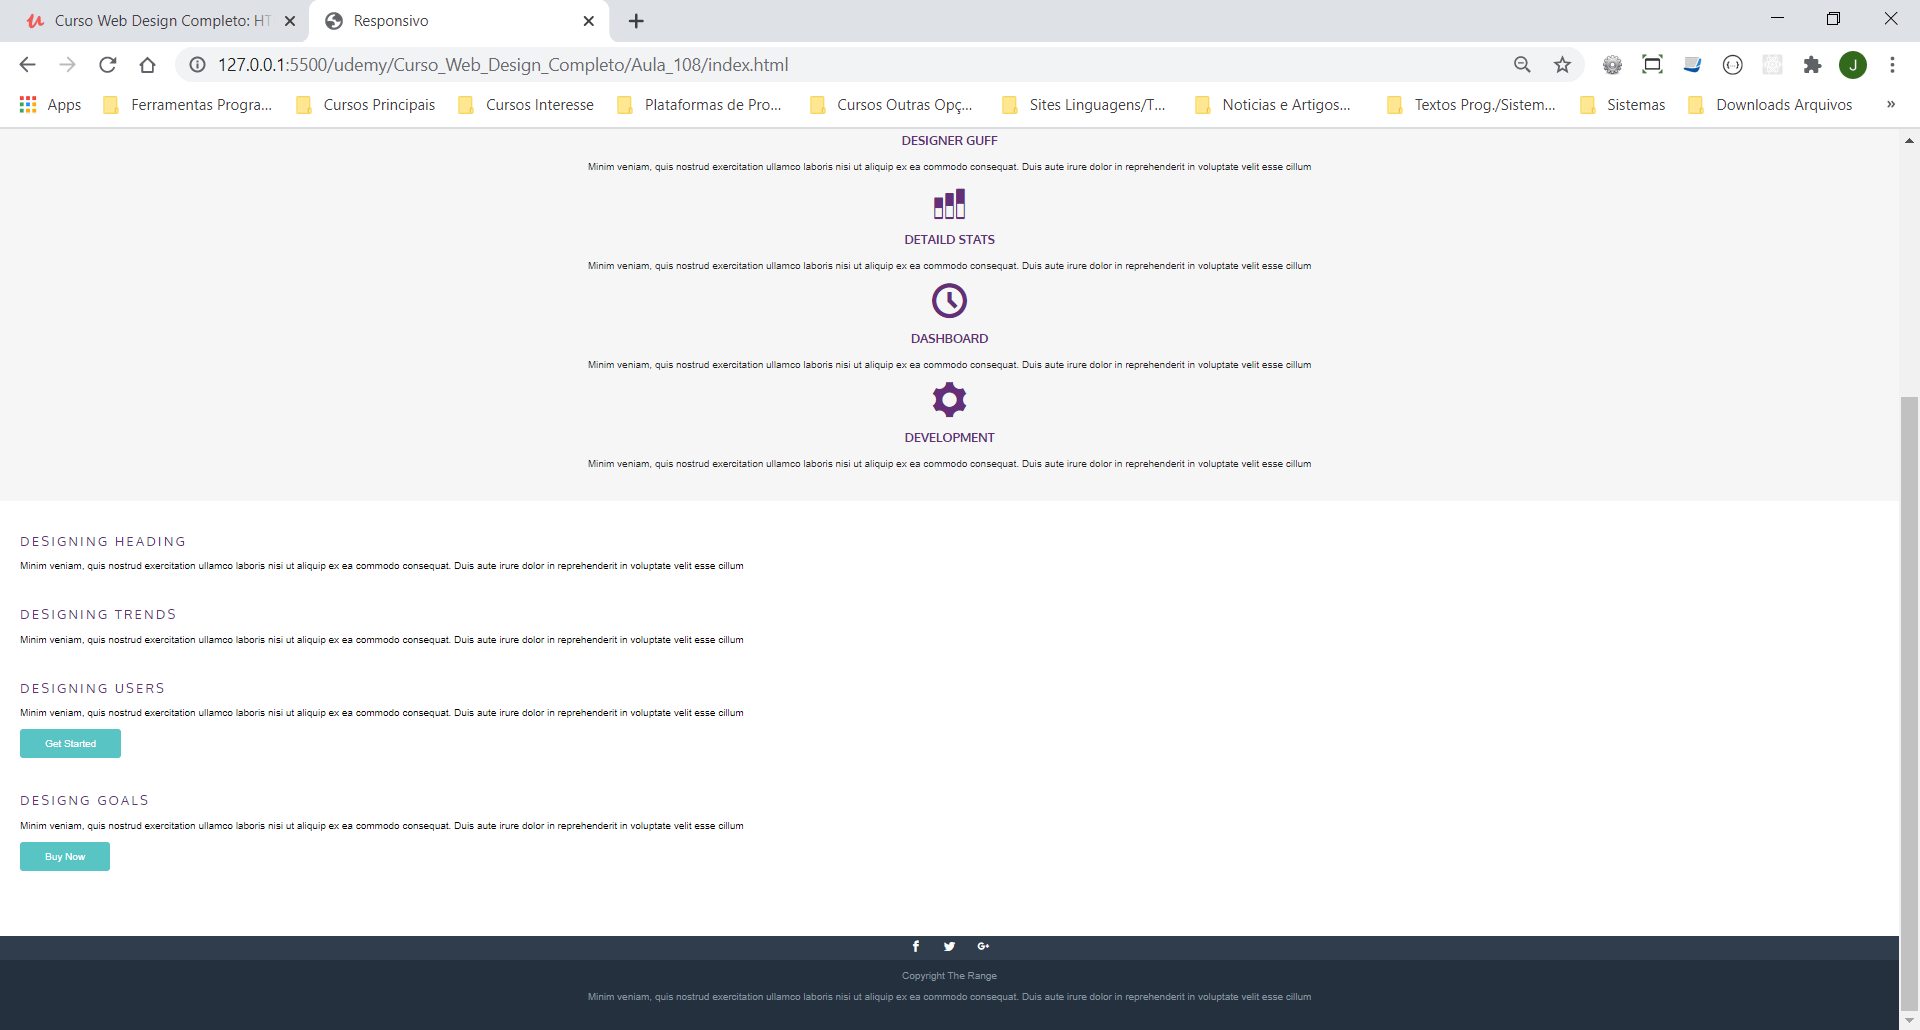 Curso Web Design Completo: HT
Responsivo
127.0.0.1:5500/udemy/Curso_Web_Design_Completo/Aula_108/index.html
J
Apps Ferramentas Progra... Cursos Principais Cursos Interesse Plataformas de Pro... Cursos Outras Opç... Sites Linguagens/T... Noticias e Artigos... Textos Prog./Sistem... Sistemas Downloads Arquivos »
DESIGNER GUFF
Minim veniam, quis nostrud exercitation ullamco laboris nisi ut aliquip ex ea commodo consequat. Duis aute irure dolor in reprehenderit in voluptate velit esse cillum
DETAILD STATS
Minim veniam, quis nostrud exercitation ullamco laboris nisi ut aliquip ex ea commodo consequat. Duis aute irure dolor in reprehenderit in voluptate velit esse cillum
DASHBOARD
Minim veniam, quis nostrud exercitation ullamco laboris nisi ut aliquip ex ea commodo consequat. Duis aute irure dolor in reprehenderit in voluptate velit esse cillum
DEVELOPMENT
Minim veniam, quis nostrud exercitation ullamco laboris nisi ut aliquip ex ea commodo consequat. Duis aute irure dolor in reprehenderit in voluptate velit esse cillum
DESIGNING HEADING
Minim veniam, quis nostrud exercitation ullamco laboris nisi ut aliquip ex ea commodo consequat. Duis aute irure dolor in reprehenderit in voluptate velit esse cillum
DESIGNING TRENDS
Minim veniam, quis nostrud exercitation ullamco laboris nisi ut aliquip ex ea commodo consequat. Duis aute irure dolor in reprehenderit in voluptate velit esse cillum
DESIGNING USERS
Minim veniam, quis nostrud exercitation ullamco laboris nisi ut aliquip ex ea commodo consequat. Duis aute irure dolor in reprehenderit in voluptate velit esse cillum
Get Started
DESIGNG GOALS
Minim veniam, quis nostrud exercitation ullamco laboris nisi ut aliquip ex ea commodo consequat. Duis aute irure dolor in reprehenderit in voluptate velit esse cillum
Buy Now
Copyright The Range
Minim veniam, quis nostrud exercitation ullamco laboris nisi ut aliquip ex ea commodo consequat. Duis aute irure dolor in reprehenderit in voluptate velit esse cillum